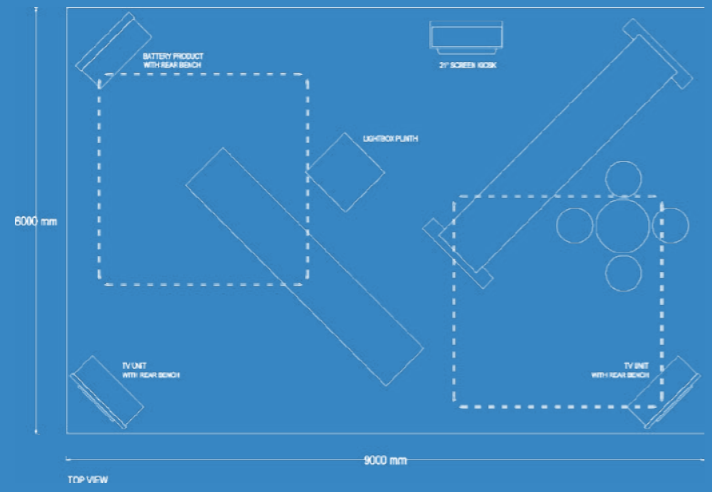 BATTERY PRODUCT
WITH REAR BENCH
21" SCREEN KIOSK
LIGHTBOX PLINTH
6000 mm
TV UNIT
WITH REAR BENCH
TV UNIT
WITH REAR BENCH
9000 mm
TOP VIEW